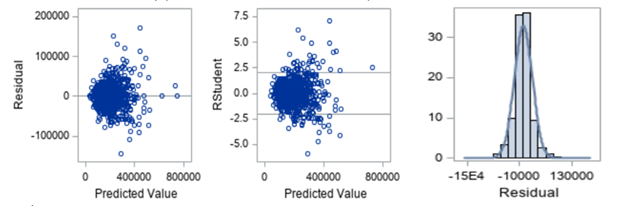 200000
100000
0
-100000
Residual
0 400000 800000
Predicted Value
7.5
5.0
2.5
0.0
-2.5
-5.0
RStudent
0 400000 800000
Predicted Value
30
20
10
0
-15E4 -10000 130000
Residual